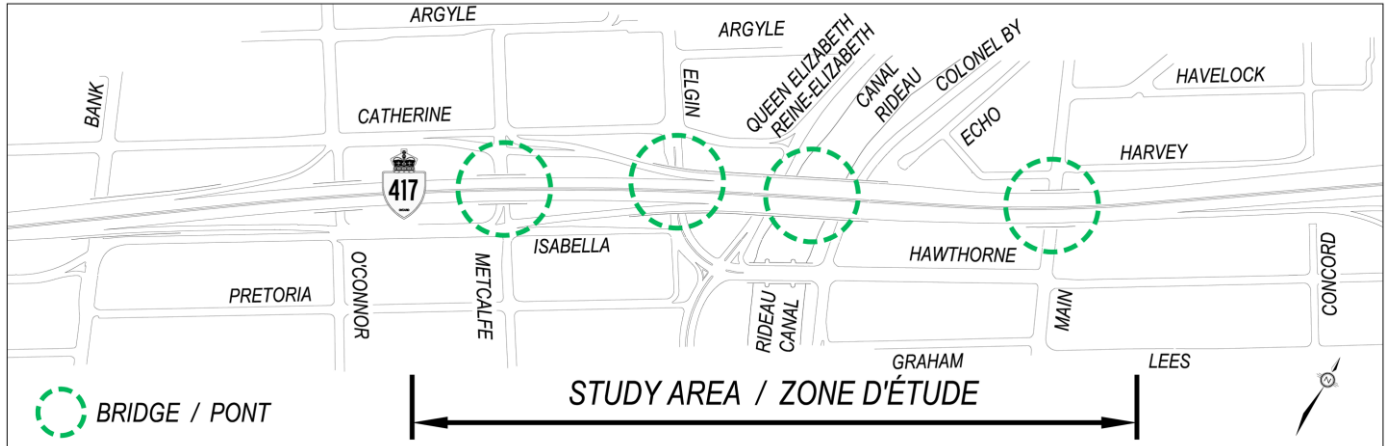 ARGYLE
ARGYLE
BANK
CATHERINE
ELGIN
QUEEN ELIZABETH
REINE-ELIZABETH
CANAL
RIDEAU
COLONEL BY
ECHO
HAVELOCK
HARVEY
417
ISABELLA
HAWTHORNE
PRETORIA
O'CONNOR
METCALFE
RIDEAU
CANAL
MAIN
CONCORD
GRAHAM
LEES
BRIDGE / PONT
STUDY AREA / ZONE D'ÉTUDE
N